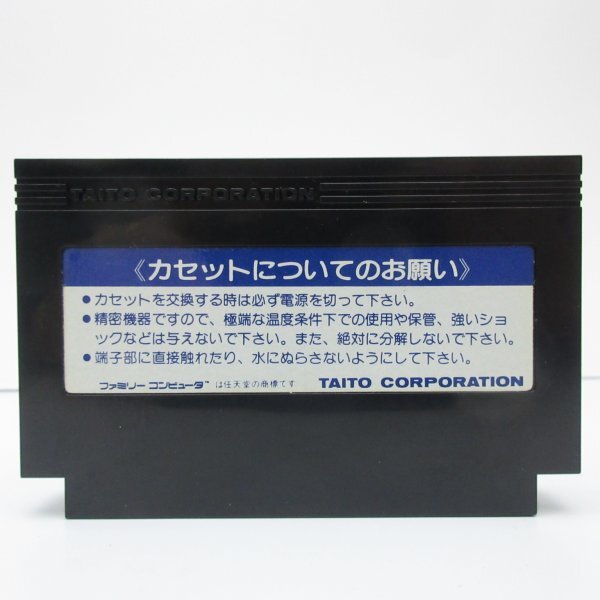 TAITO CORPORATION
《カセットについてのお願い》
●カセットを交換する時は必ず電源を切って下さい。
●精密機器ですので、極端な温度条件下での使用や保管、強いショ
ックなどは与えないで下さい。また、絶対に分解しないで下さい。
●端子部に直接触れたり、水にぬらさないようにして下さい。
ファミリー コンピュータ™は任天堂の商標です TAITO CORPORATION